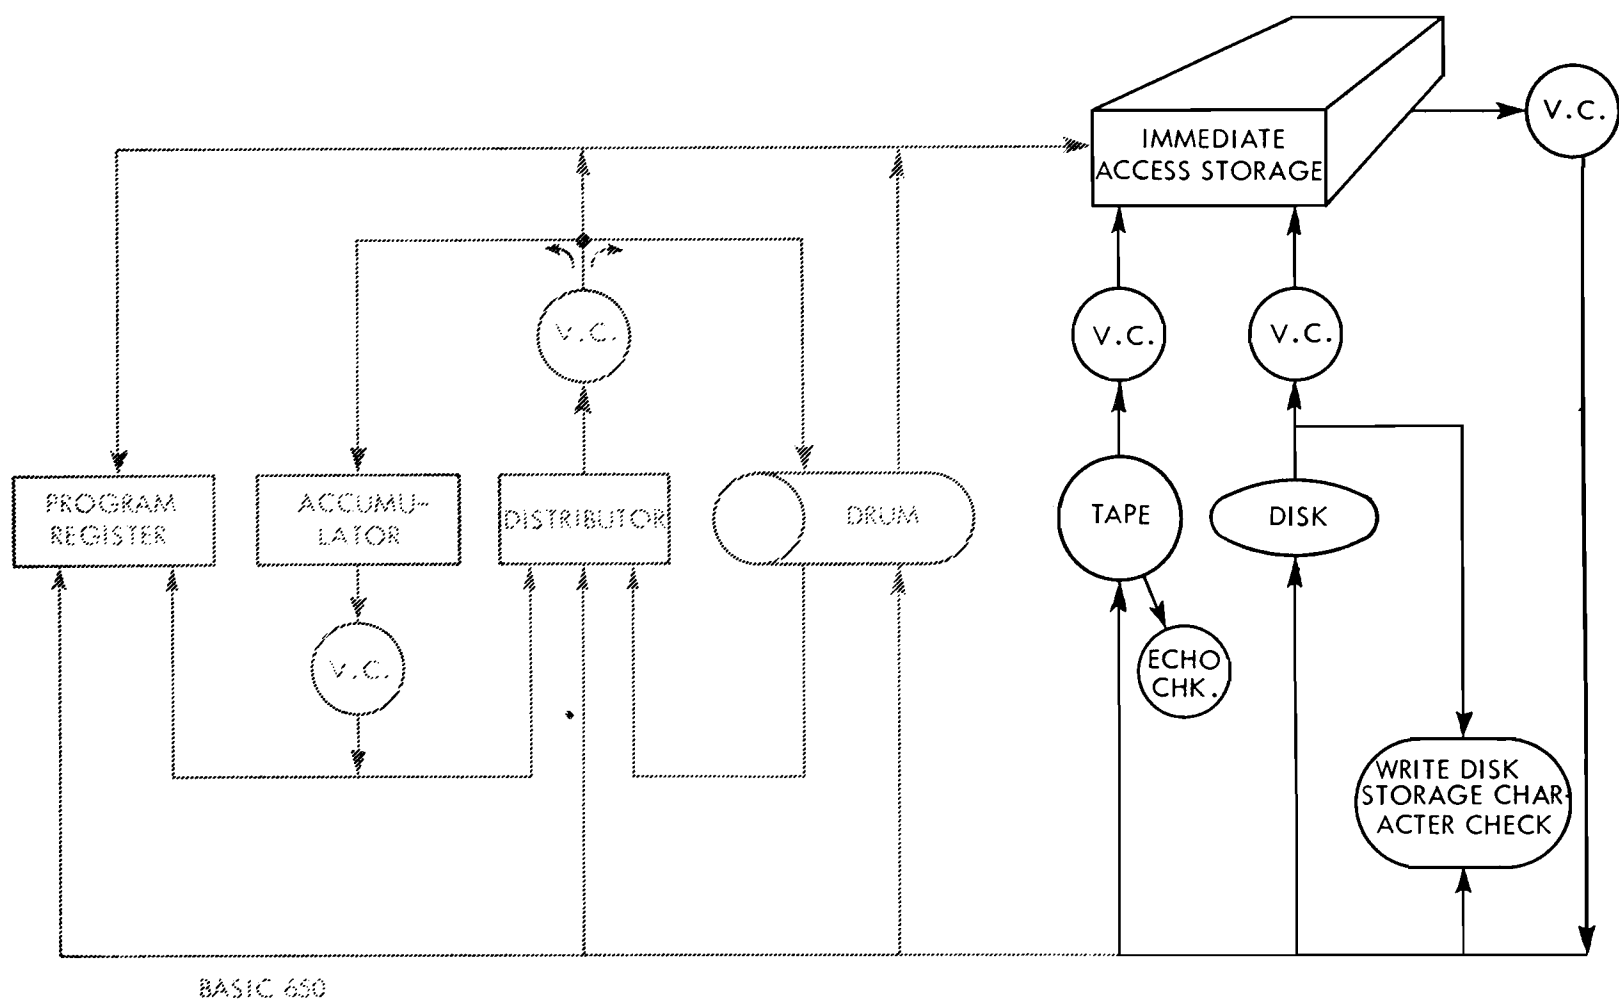 IMMEDIATE
ACCESS STORAGE
V.C.
V.C.
V.C.
V.C.
PROGRAM
REGISTER
ACCUMU-
LATOR
DISTRIBUTOR
DRUM
TAPE
DISK
V.C.
ECHO
CHK.
WRITE DISK
STORAGE CHAR-
ACTER CHECK
BASIC 650